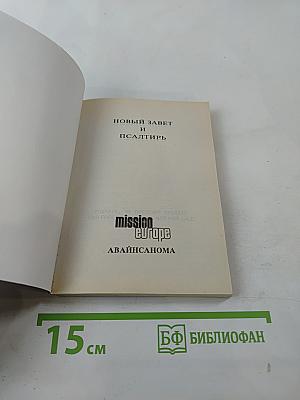 НОВЫЙ ЗАВЕТ
И
ПСАЛТИРЬ
mission
europe
АВАЙНСАНОМА
15 см
БФ БИБЛИОФАН